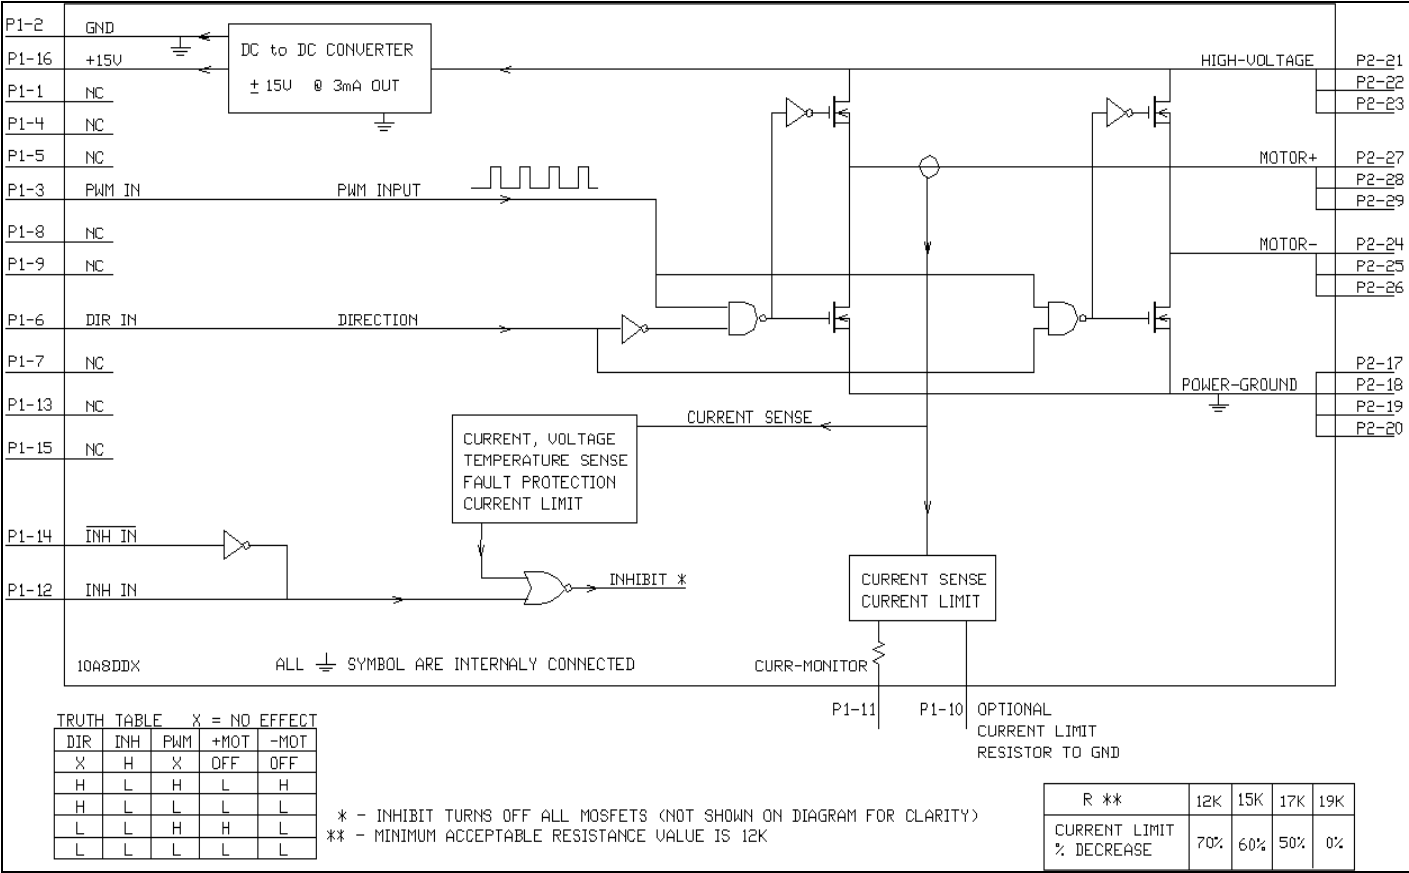 P1-2 GND
P1-16 +15V
P1-1 NC
P1-4 NC
P1-5 NC
P1-3 PWM IN PWM INPUT
P1-8 NC
P1-9 NC
P1-6 DIR IN DIRECTION
P1-7 NC
P1-13 NC
P1-15 NC
P1-14 INH IN
P1-12 INH IN
DC to DC CONVERTER
± 15V @ 3mA OUT
HIGH-VOLTAGE P2-21
P2-22
P2-23
MOTOR+ P2-27
P2-28
P2-29
MOTOR- P2-24
P2-25
P2-26
P2-17
POWER-GROUND P2-18
P2-19
P2-20
CURRENT SENSE
CURRENT, VOLTAGE
TEMPERATURE SENSE
FAULT PROTECTION
CURRENT LIMIT
INHIBIT *
CURRENT SENSE
CURRENT LIMIT
CURR-MONITOR
10A8DDX
ALL SYMBOL ARE INTERNALY CONNECTED
P1-11
P1-10 OPTIONAL
CURRENT LIMIT
RESISTOR TO GND
TRUTH TABLE X = NO EFFECT
DIR INH PWM +MOT -MOT
X H X OFF OFF
H L H L H
H L L L L
L L H H L
L L L L L
* - INHIBIT TURNS OFF ALL MOSFETS (NOT SHOWN ON DIAGRAM FOR CLARITY)
** - MINIMUM ACCEPTABLE RESISTANCE VALUE IS 12K
R ** 12K 15K 17K 19K
CURRENT LIMIT
% DECREASE 70% 60% 50% 0%